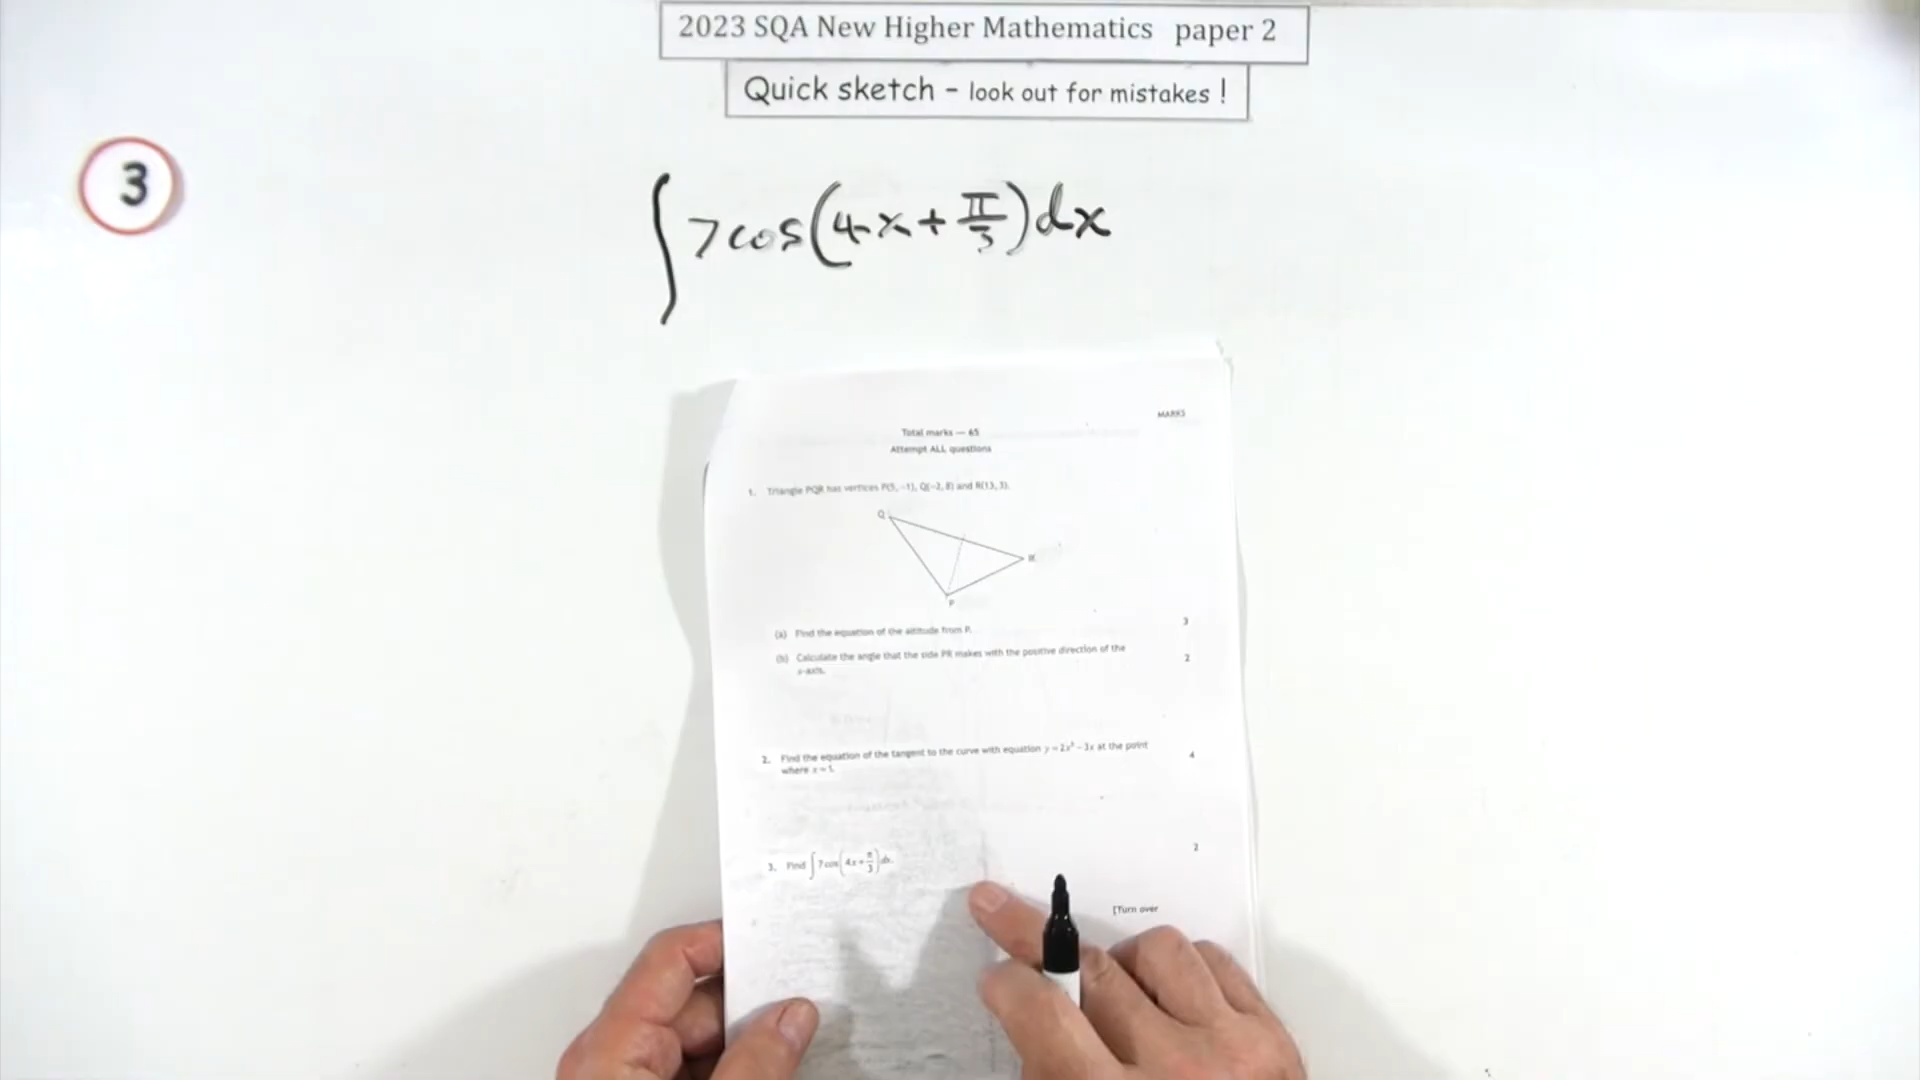 2023 SQA New Higher Mathematics paper 2
Quick sketch - look out for mistakes !
3
∫ 7cos(4x + π/3)dx
MARKS
Total marks — 65
Attempt ALL questions
1. Triangle PQR has vertices P(5, -1), Q(-2, 8) and R(13, 3).
Q
R
P
(a) Find the equation of the altitude from P. 3
(b) Calculate the angle that the side PR makes with the positive direction of the 2
x-axis.
2. Find the equation of the tangent to the curve with equation y = 2x³ - 3x at the point 4
where x = 1.
3. Find ∫ 7 cos(4x + π/3) dx. 2
[Turn over